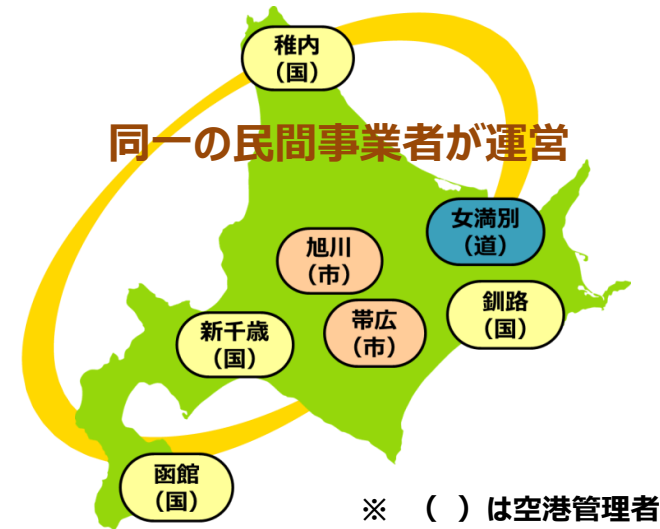 稚内
（国）
同一の民間事業者が運営
女満別
（道）
旭川
（市）
釧路
（国）
帯広
（市）
新千歳
（国）
函館
（国）
※　（　）は空港管理者